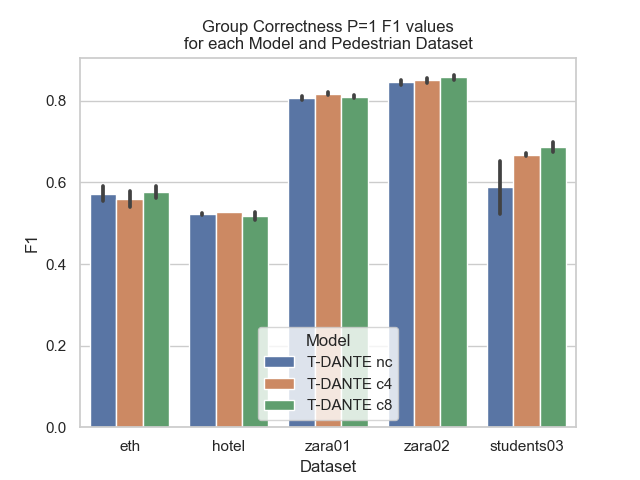 Group Correctness P=1 F1 values
for each Model and Pedestrian Dataset
F1
0.8
0.6
0.4
0.2
0.0
Model
T-DANTE nc
T-DANTE c4
T-DANTE c8
eth
hotel
zara01
zara02
students03
Dataset